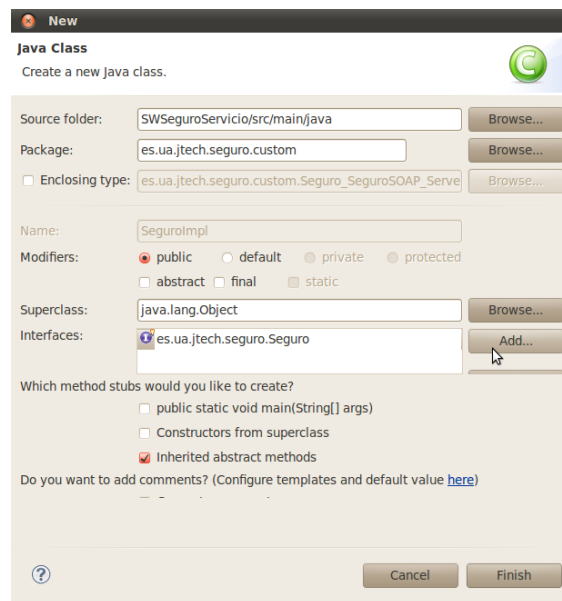 New
Java Class
Create a new Java class.
Source folder: SWSeguroServicio/src/main/java Browse...
Package: es.ua.jtech.seguro.custom Browse...
Enclosing type: es.ua.jtech.seguro.custom.Seguro_SeguroSOAP_Serve Browse...
Name: SeguroImpl
Modifiers: public default private protected
abstract final static
Superclass: java.lang.Object Browse...
Interfaces: es.ua.jtech.seguro.Seguro Add...
Which method stubs would you like to create?
public static void main(String[] args)
Constructors from superclass
Inherited abstract methods
Do you want to add comments? (Configure templates and default value here)
Cancel Finish